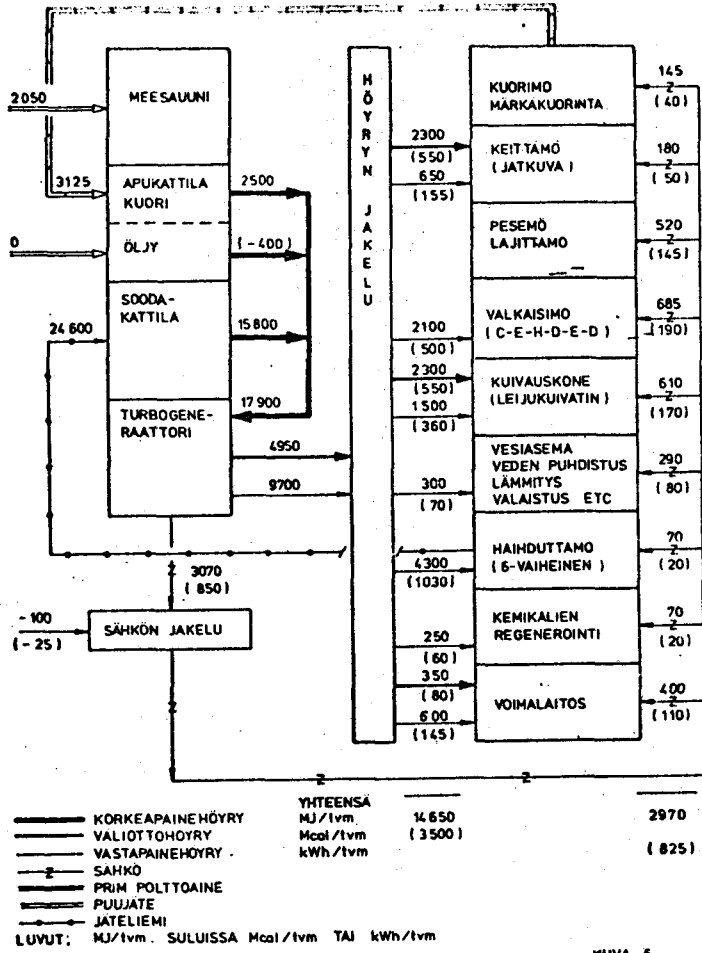 2050
MEESAUUNI
3125
APUKATTILA
KUORI
2500
0
ÖLJY
(-400)
SOODA-
KATTILA
24 600
15 800
17 900
TURBOGENE-
RAATTORI
4950
9700
Z
3070
(850)
-100
(-25)
SÄHKÖN JAKELU
Z
HÖYRYN JAKELU
2300
(550)
650
(155)
2100
(500)
2300
(550)
1500
(360)
300
(70)
4300
(1030)
250
(60)
350
(80)
600
(145)
KUORIMO
MÄRKÄKUORINTA
KEITTÄMÖ
(JATKUVA)
PESEMÖ
LAJITTAMO
VALKAISIMO
(C-E-H-D-E-D)
KUIVAUSKONE
(LEIJUKUIVATIN)
VESIASEMA
VEDEN PUHDISTUS
LÄMMITYS
VALAISTUS ETC
HAIHDUTTAMO
(6-VAIHEINEN)
KEMIKALIEN
REGENEROINTI
VOIMALAITOS
145
Z
(40)
180
Z
(50)
520
Z
(145)
685
Z
(190)
610
Z
(170)
290
Z
(80)
70
Z
(20)
70
Z
(20)
400
Z
(110)
Z
Z
KORKEAPAINEHÖYRY
VÄLIOTTOHÖYRY
VASTAPAINEHÖYRY
Z SÄHKÖ
PRIM POLTTOAINE
PUUJÄTE
JÄTELIEMI
YHTEENSÄ
MJ/tvm 14 650 2970
Mcal/tvm (3500)
kWh/tvm (825)
LUVUT: MJ/tvm. SULUISSA Mcal/tvm TAI kWh/tvm